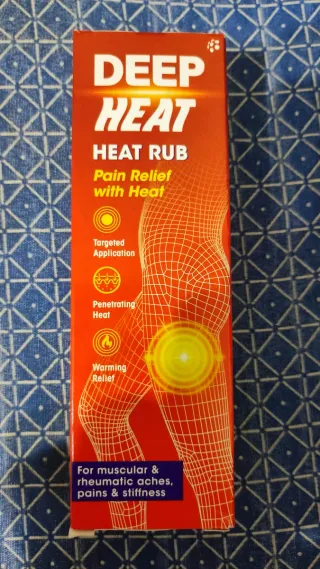 DEEP
HEAT
HEAT RUB
Pain Relief
with Heat
Targeted
Application
Penetrating
Heat
Warming
Relief
For muscular &
rheumatic aches,
pains & stiffness